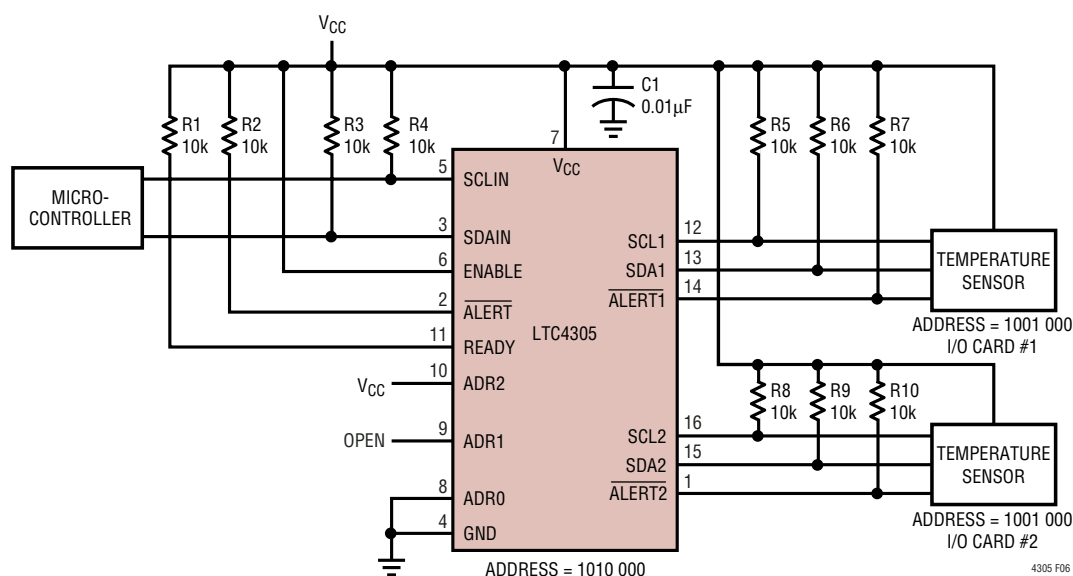 VCC
C1
0.01µF
R1
10k
R2
10k
R3
10k
R4
10k
R5
10k
R6
10k
R7
10k
7
VCC
MICRO-
CONTROLLER
5
SCLIN
3
SDAIN
6
ENABLE
2
ALERT
11
READY
VCC
10
ADR2
OPEN
9
ADR1
8
ADR0
4
GND
LTC4305
ADDRESS = 1010 000
SCL1
12
SDA1
13
ALERT1
14
TEMPERATURE
SENSOR
ADDRESS = 1001 000
I/O CARD #1
R8
10k
R9
10k
R10
10k
SCL2
16
SDA2
15
ALERT2
1
TEMPERATURE
SENSOR
ADDRESS = 1001 000
I/O CARD #2
4305 F06